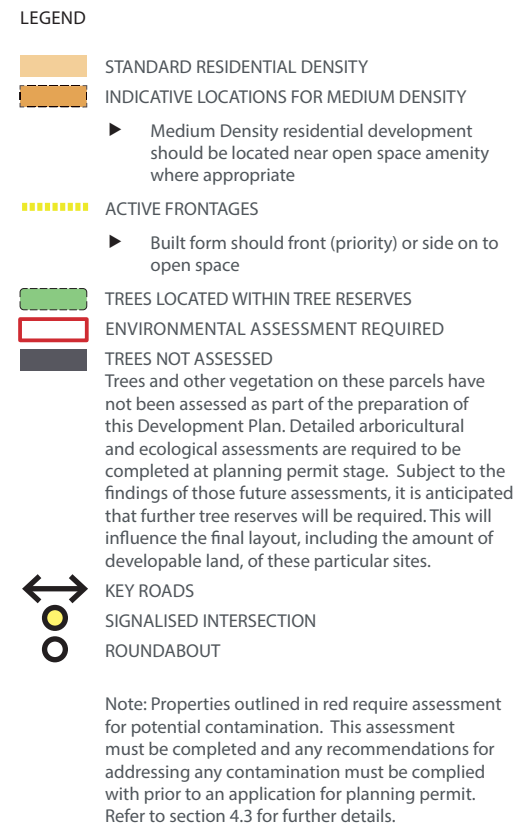 LEGEND
STANDARD RESIDENTIAL DENSITY
INDICATIVE LOCATIONS FOR MEDIUM DENSITY
Medium Density residential development
should be located near open space amenity
where appropriate
ACTIVE FRONTAGES
Built form should front (priority) or side on to
open space
TREES LOCATED WITHIN TREE RESERVES
ENVIRONMENTAL ASSESSMENT REQUIRED
TREES NOT ASSESSED
Trees and other vegetation on these parcels have
not been assessed as part of the preparation of
this Development Plan. Detailed arboricultural
and ecological assessments are required to be
completed at planning permit stage.  Subject to the
findings of those future assessments, it is anticipated
that further tree reserves will be required. This will
influence the final layout, including the amount of
developable land, of these particular sites.
KEY ROADS
SIGNALISED INTERSECTION
ROUNDABOUT
Note: Properties outlined in red require assessment
for potential contamination.  This assessment
must be completed and any recommendations for
addressing any contamination must be complied
with prior to an application for planning permit.
Refer to section 4.3 for further details.